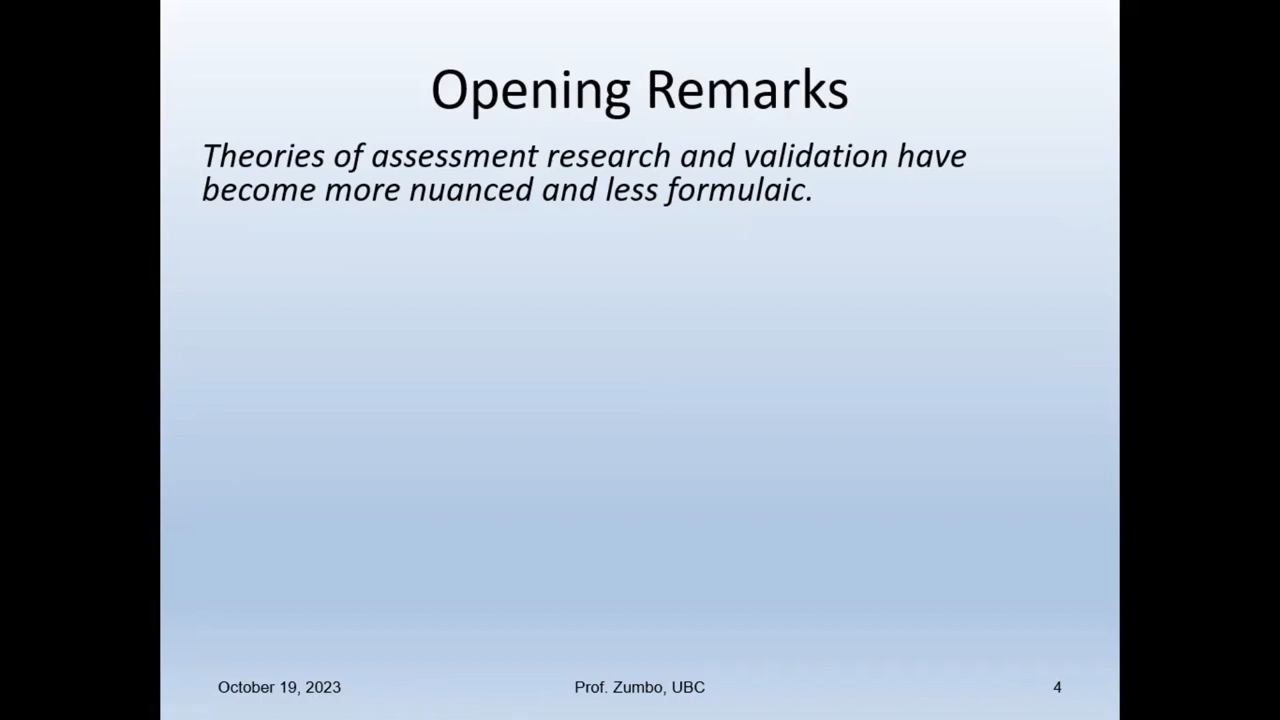 Opening Remarks
Theories of assessment research and validation have
become more nuanced and less formulaic.
October 19, 2023
Prof. Zumbo, UBC
4